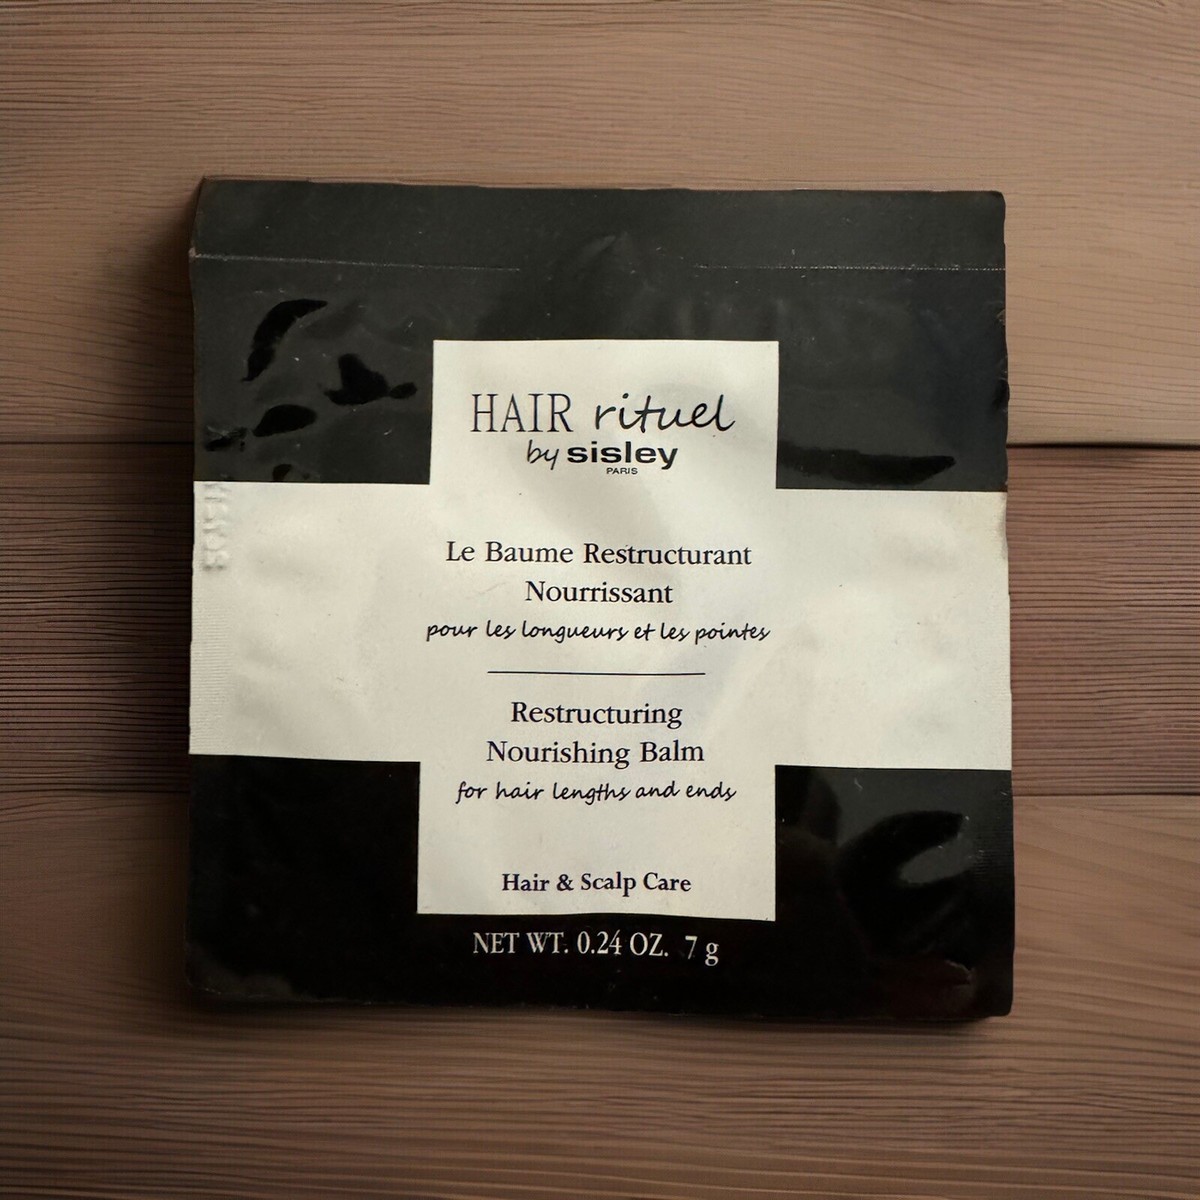 HAIR rituel
by sisley
PARIS
Le Baume Restructurant
Nourrissant
pour les longueurs et les pointes
Restructuring
Nourishing Balm
for hair lengths and ends
Hair & Scalp Care
NET WT. 0.24 OZ. 7 g